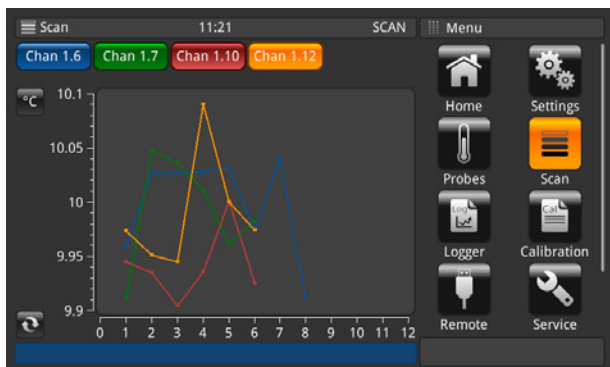 Scan 11:21 SCAN
Menu
Chan 1.6 Chan 1.7 Chan 1.10 Chan 1.12
°C
10.1
10.05
10
9.95
9.9
0 1 2 3 4 5 6 7 8 9 10 11 12
Home Settings
Probes Scan
Log Cal
Logger Calibration
Remote Service